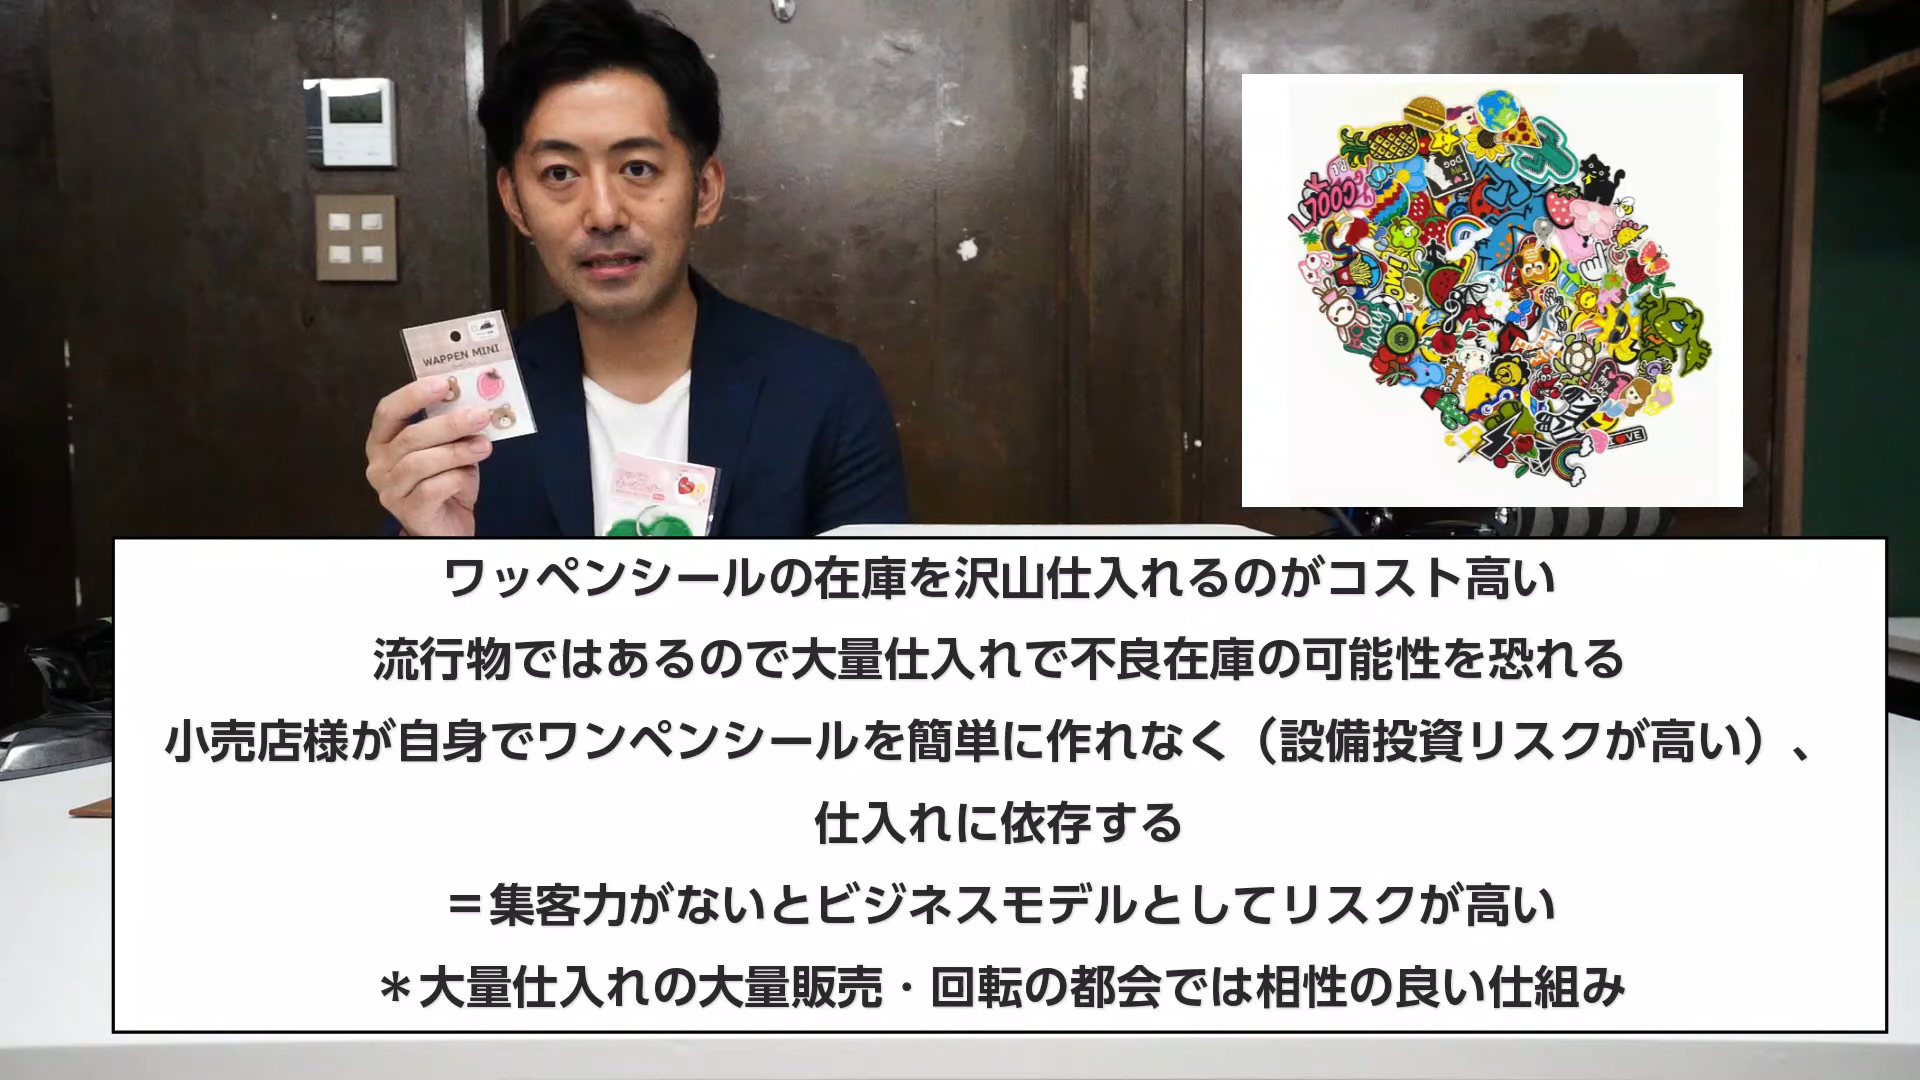 WAPPEN MINI
I'M COOL
DOG
LIMO
lady
LOVE
ワッペンシールの在庫を沢山仕入れるのがコスト高い
流行物ではあるので大量仕入れで不良在庫の可能性を恐れる
小売店様が自身でワンペンシールを簡単に作れなく（設備投資リスクが高い）、
仕入れに依存する
＝集客力がないとビジネスモデルとしてリスクが高い
＊大量仕入れの大量販売・回転の都会では相性の良い仕組み